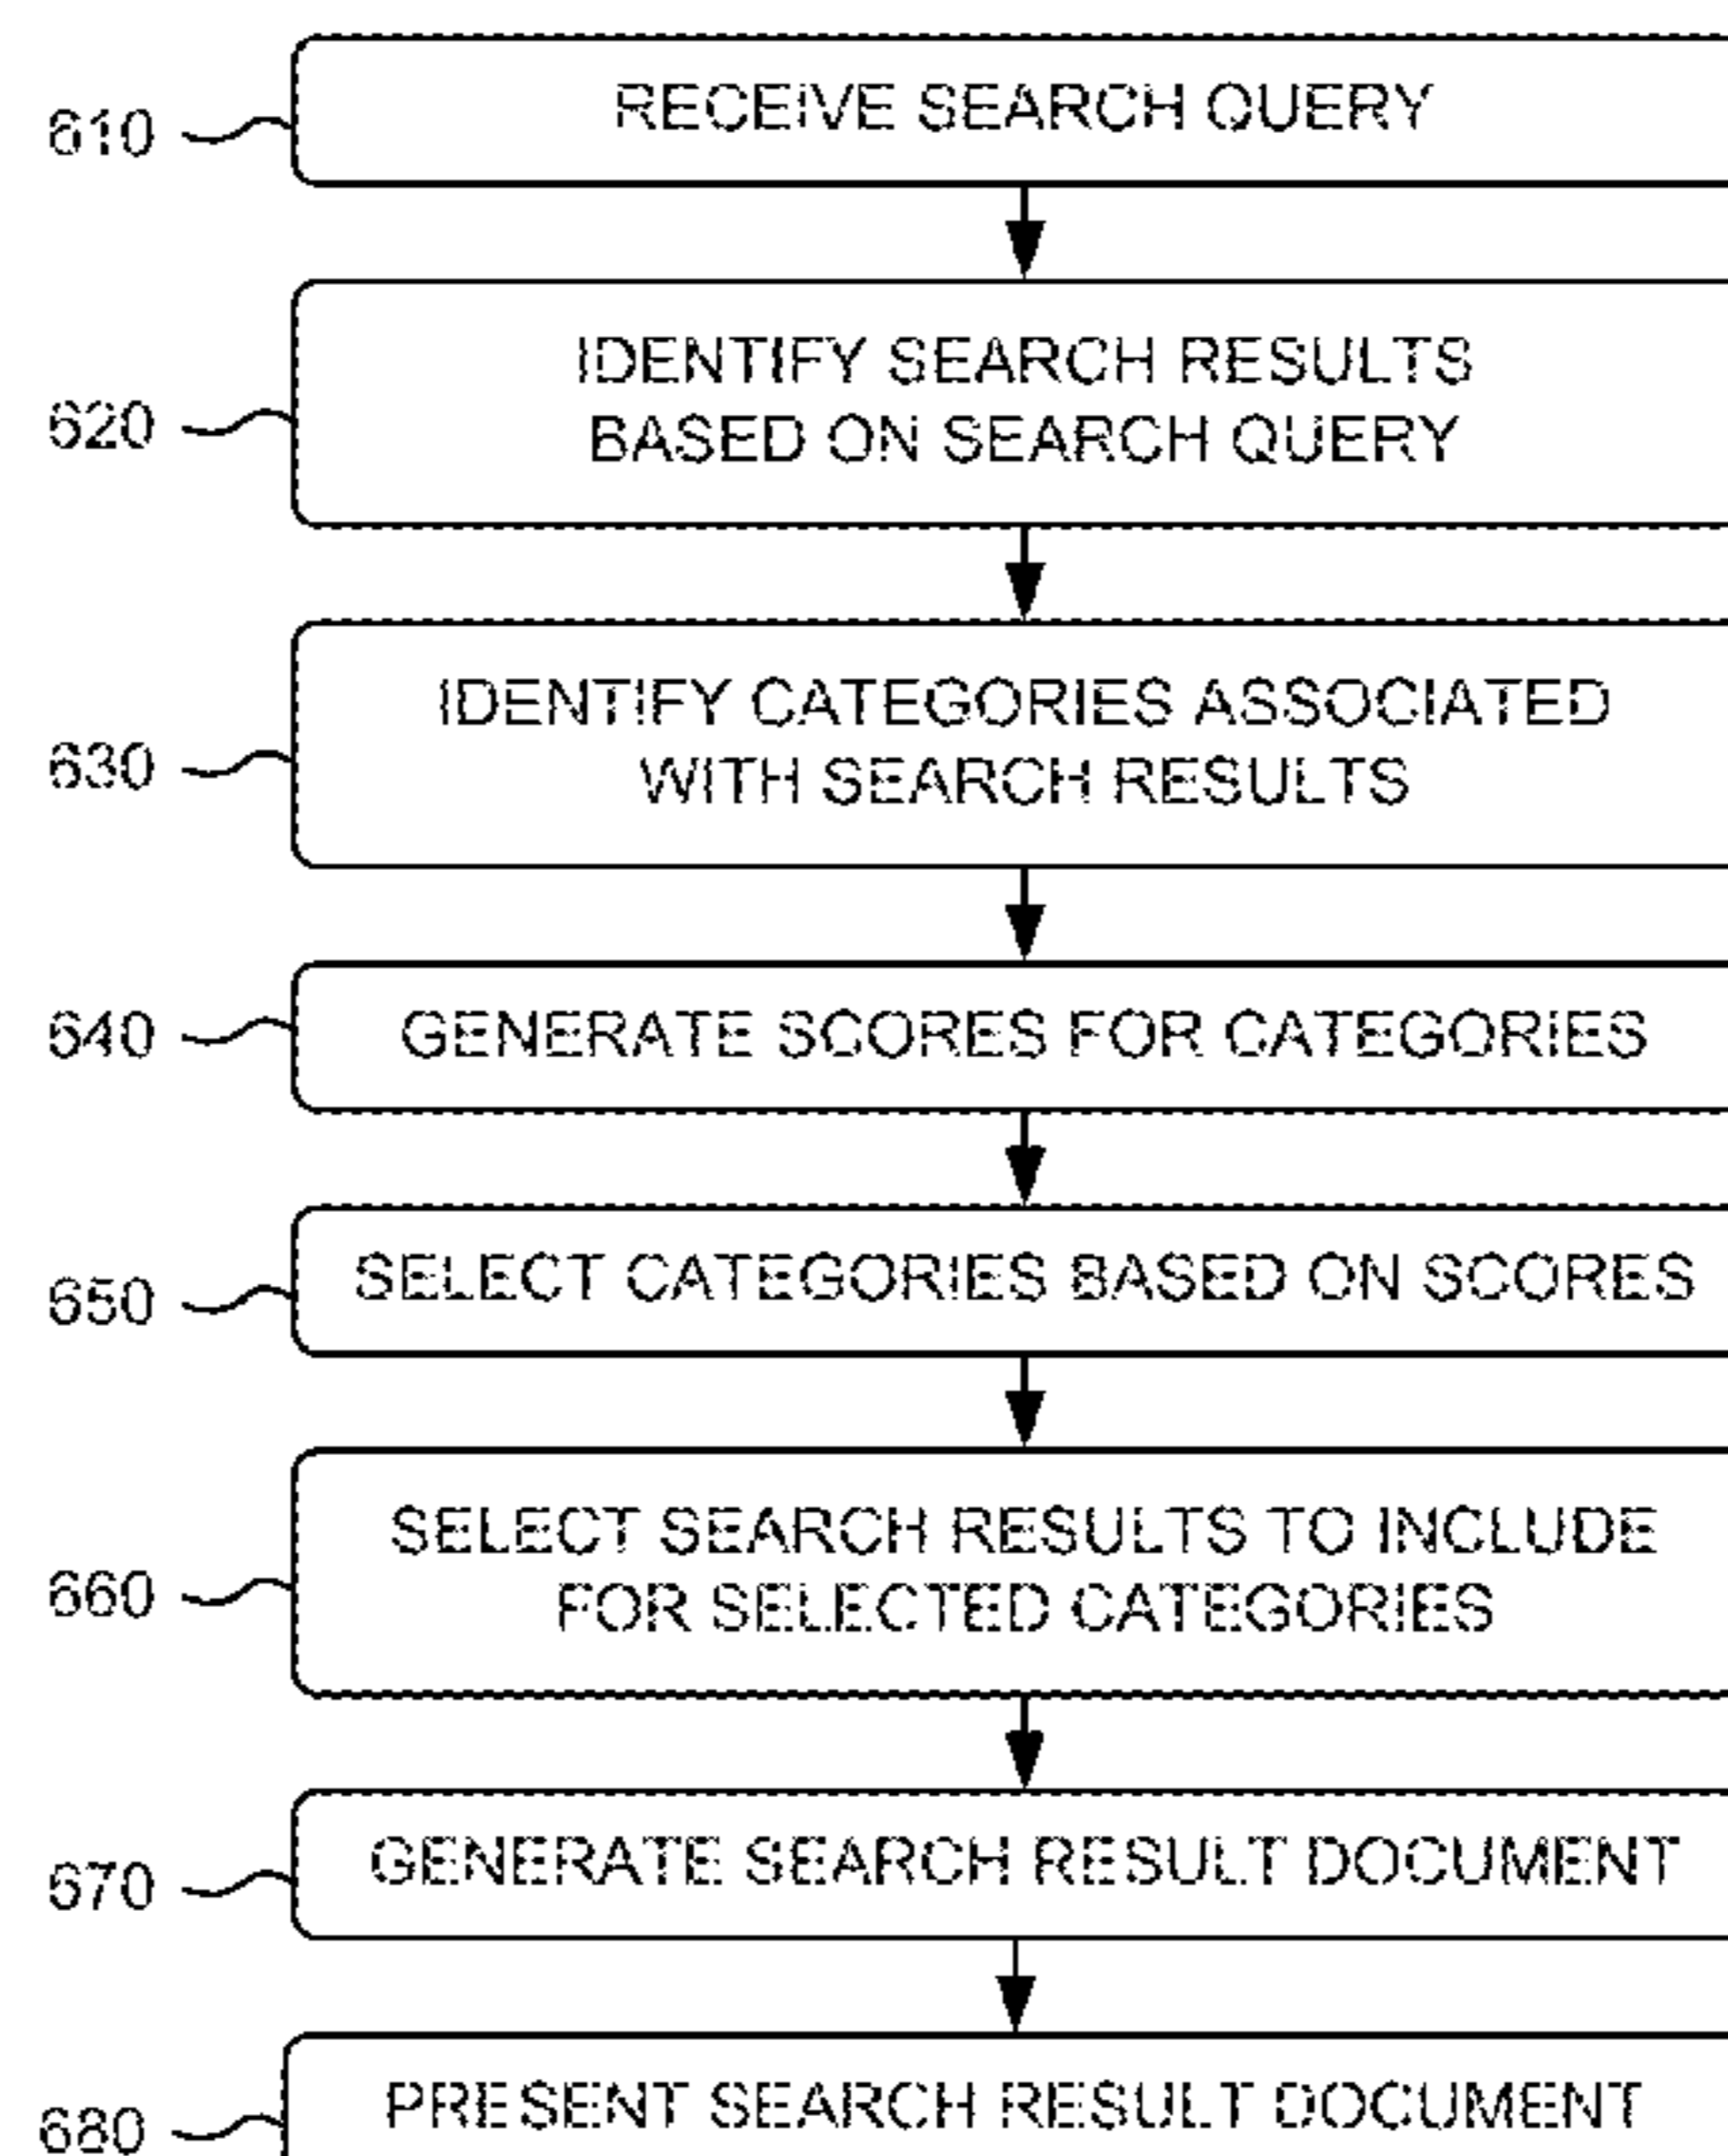 610
RECEIVE SEARCH QUERY
620
IDENTIFY SEARCH RESULTS
BASED ON SEARCH QUERY
630
IDENTIFY CATEGORIES ASSOCIATED
WITH SEARCH RESULTS
640
GENERATE SCORES FOR CATEGORIES
650
SELECT CATEGORIES BASED ON SCORES
660
SELECT SEARCH RESULTS TO INCLUDE
FOR SELECTED CATEGORIES
670
GENERATE SEARCH RESULT DOCUMENT
680
PRESENT SEARCH RESULT DOCUMENT